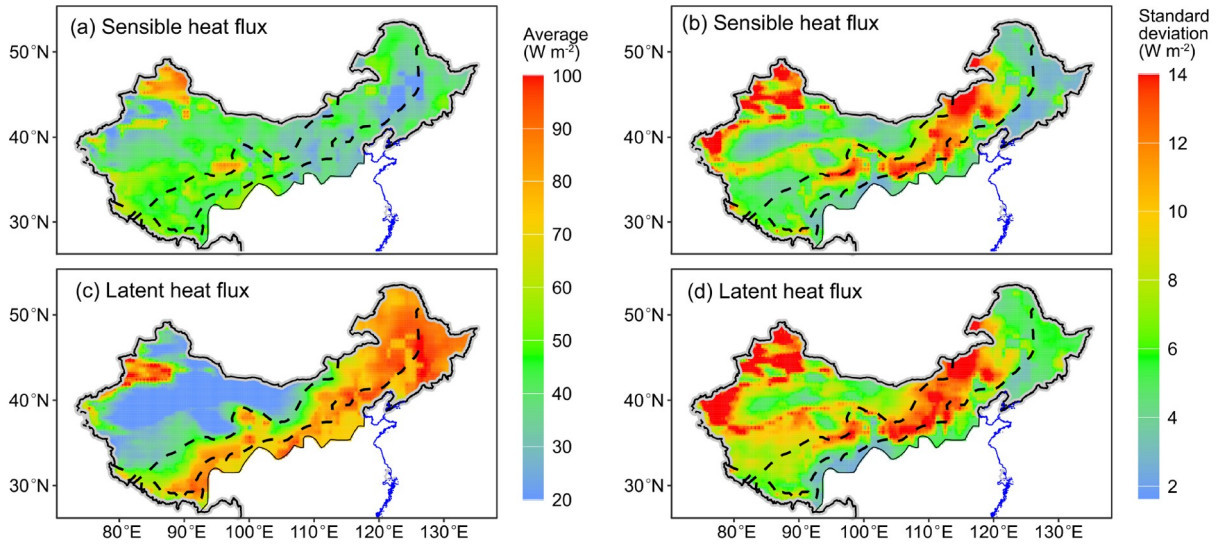 (a) Sensible heat flux
50°N
40°N
30°N
Average
(W m-2)
100
90
80
70
60
50
40
30
20
(b) Sensible heat flux
50°N
40°N
30°N
Standard
deviation
(W m-2)
14
12
10
8
6
4
2
(c) Latent heat flux
50°N
40°N
30°N
80°E 90°E 100°E 110°E 120°E 130°E
(d) Latent heat flux
50°N
40°N
30°N
80°E 90°E 100°E 110°E 120°E 130°E